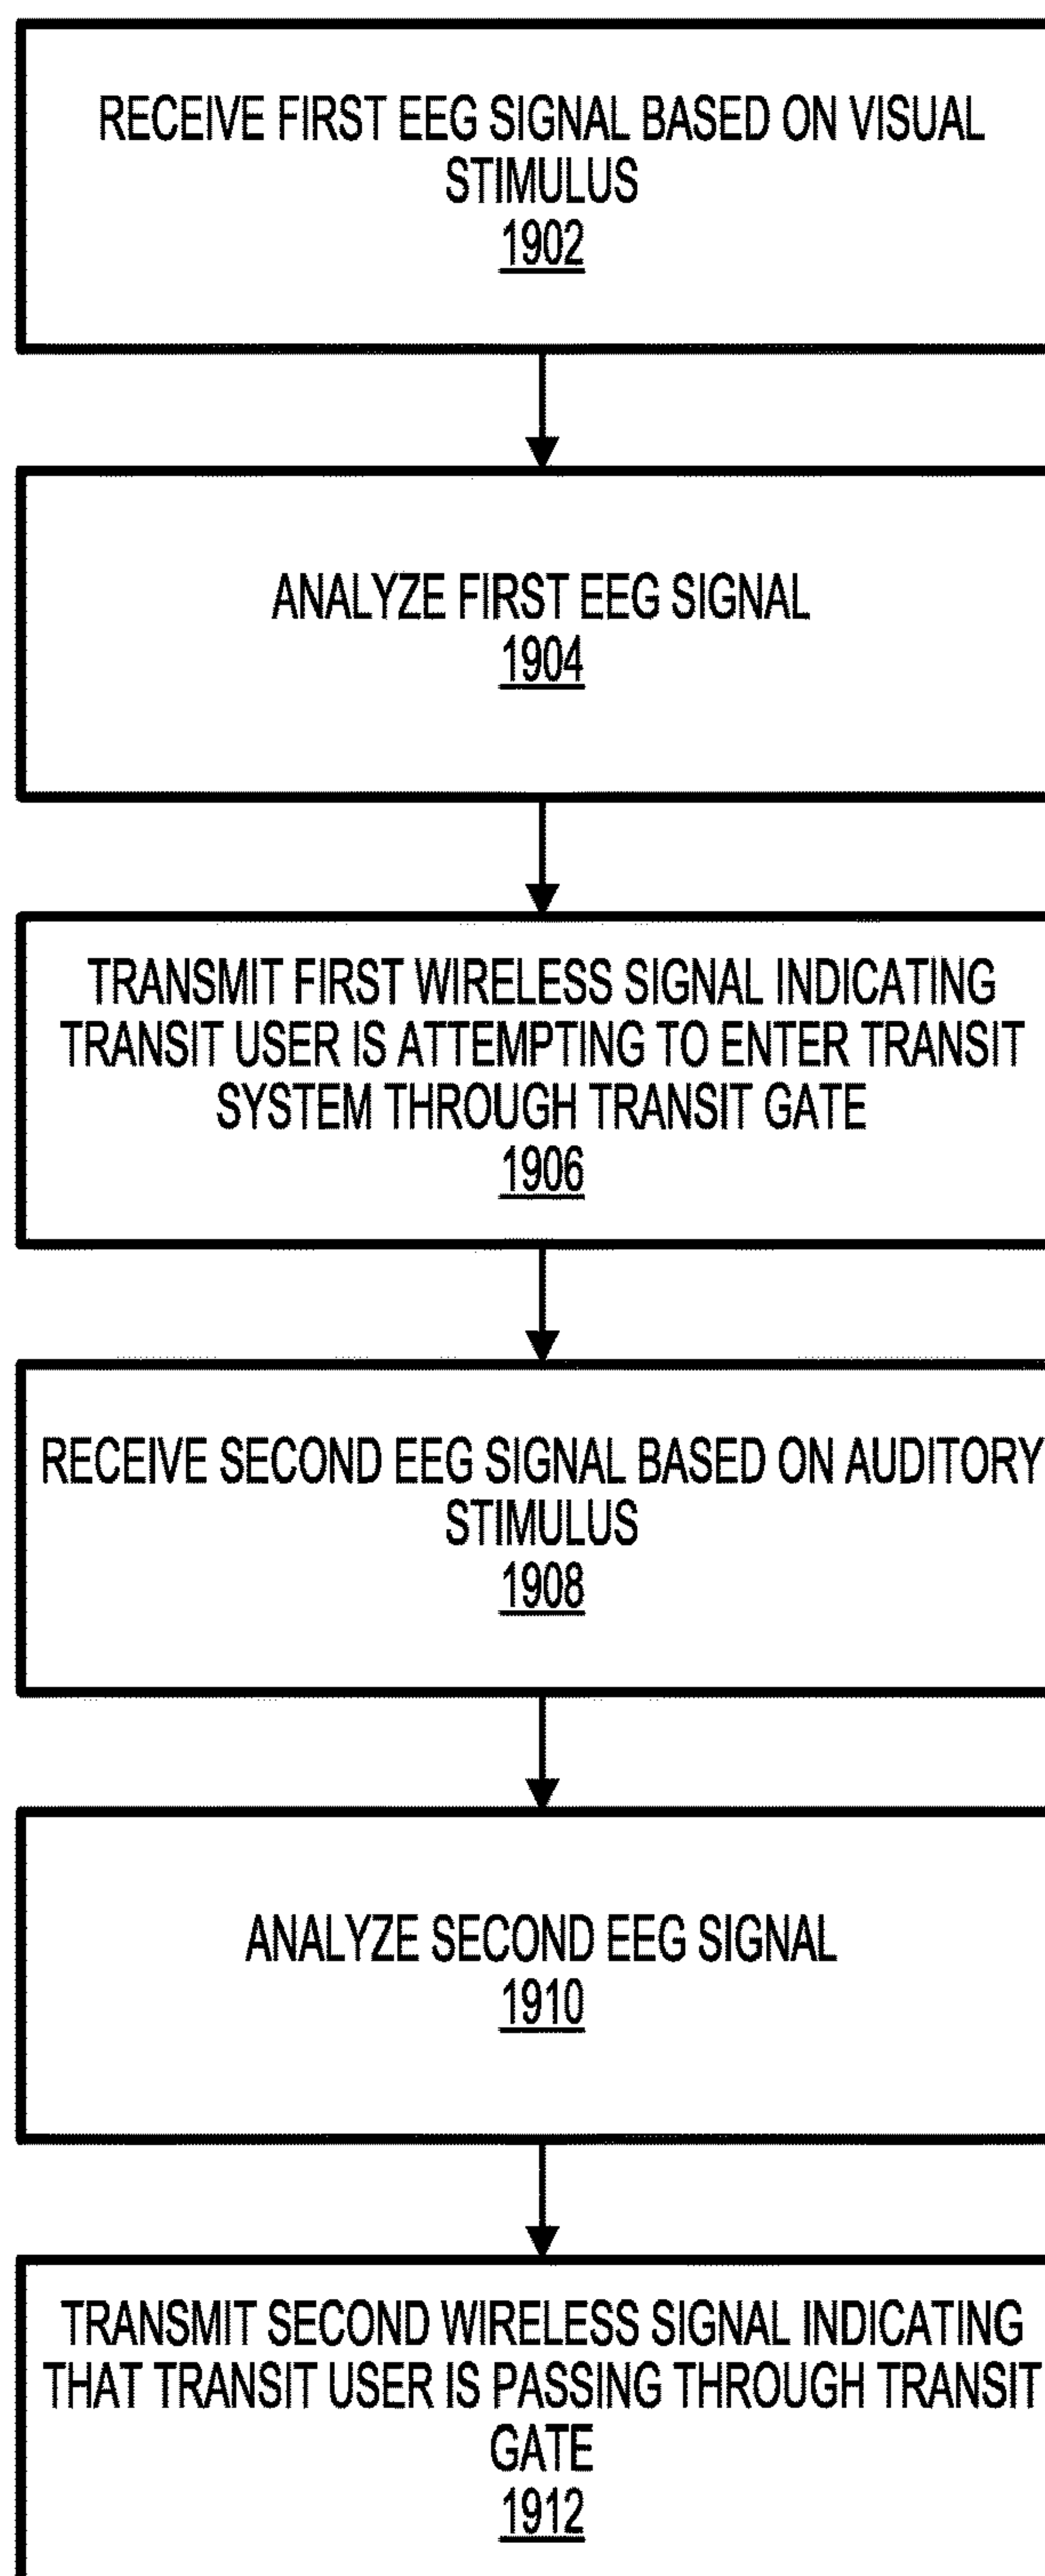 RECEIVE FIRST EEG SIGNAL BASED ON VISUAL
STIMULUS
1902
ANALYZE FIRST EEG SIGNAL
1904
TRANSMIT FIRST WIRELESS SIGNAL INDICATING
TRANSIT USER IS ATTEMPTING TO ENTER TRANSIT
SYSTEM THROUGH TRANSIT GATE
1906
RECEIVE SECOND EEG SIGNAL BASED ON AUDITORY
STIMULUS
1908
ANALYZE SECOND EEG SIGNAL
1910
TRANSMIT SECOND WIRELESS SIGNAL INDICATING
THAT TRANSIT USER IS PASSING THROUGH TRANSIT
GATE
1912